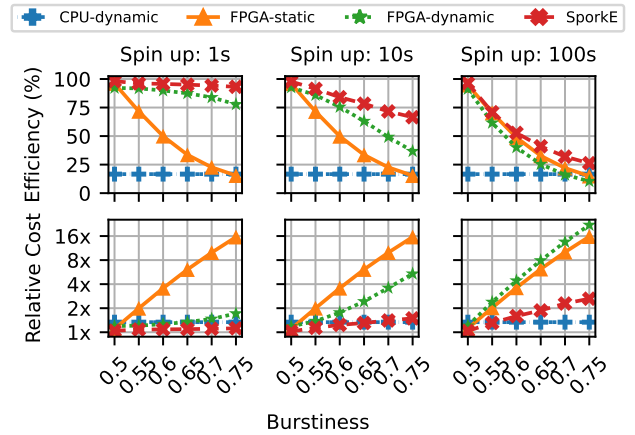 CPU-dynamic FPGA-static FPGA-dynamic SporkE
Spin up: 1s Spin up: 10s Spin up: 100s
Efficiency (%)
100
75
50
25
0
Relative Cost
16x
8x
4x
2x
1x
0.5 0.55 0.6 0.65 0.7 0.75 0.5 0.55 0.6 0.65 0.7 0.75 0.5 0.55 0.6 0.65 0.7 0.75
Burstiness